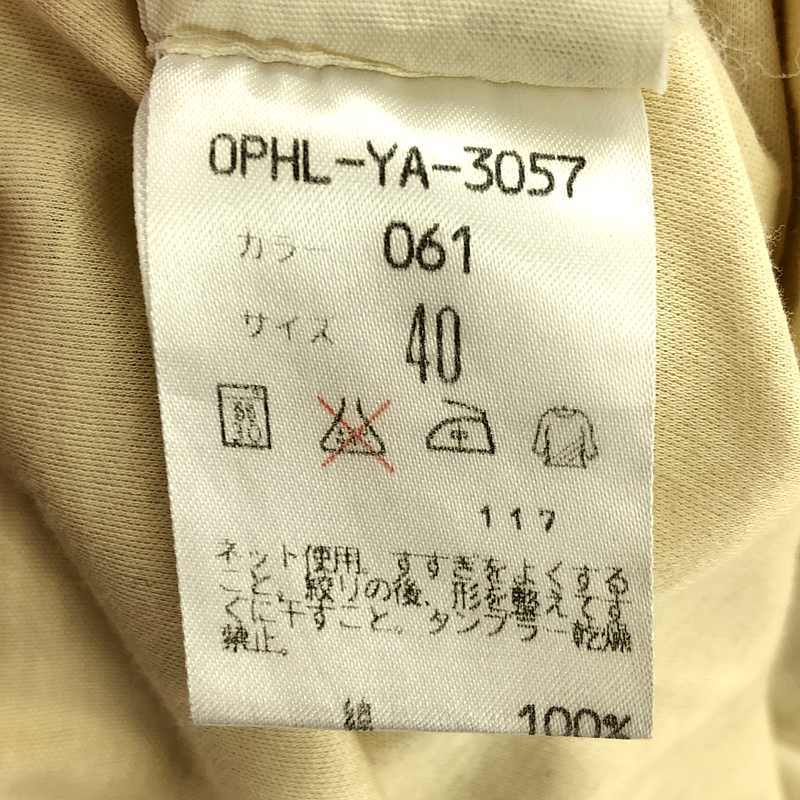 OPHL-YA-3057
カラー 061
サイズ 40
30
117
ネット使用。すすぎをよくする
こと、絞りの後、形を整えてす
ぐに干すこと。タンブラー乾燥
禁止。
綿 100%